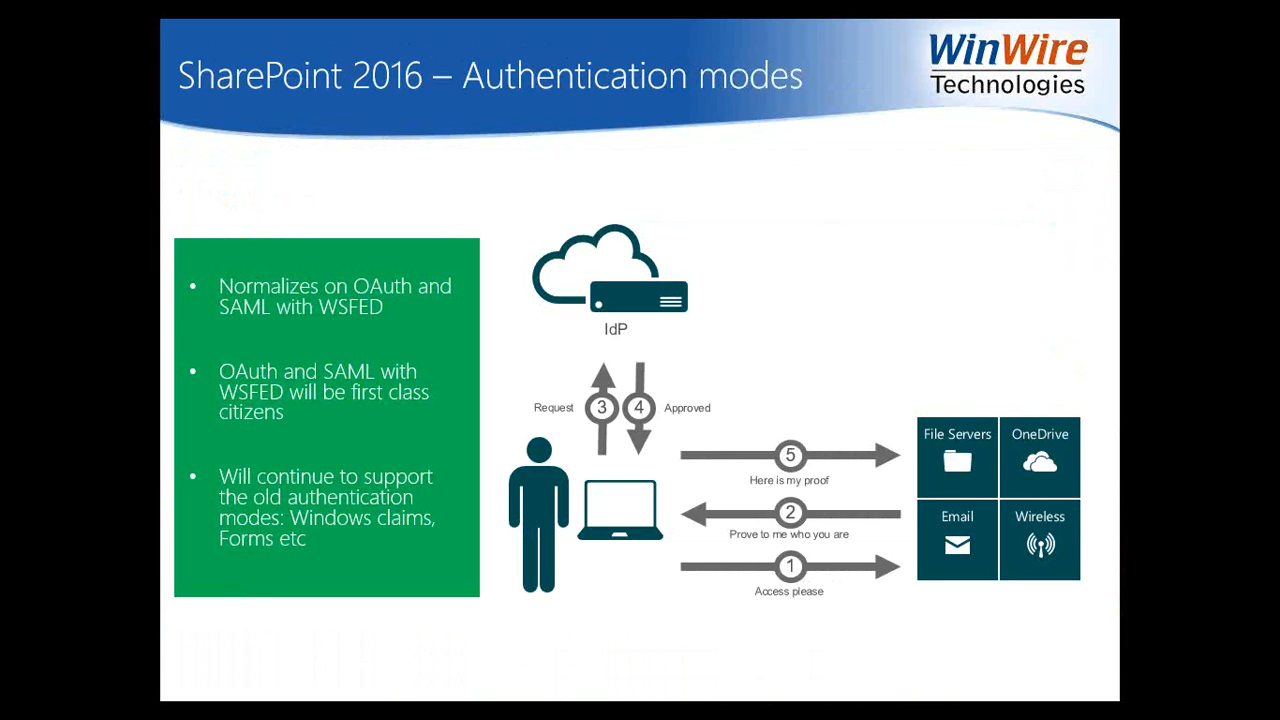 SharePoint 2016 – Authentication modes
WinWire
Technologies
• Normalizes on OAuth and
SAML with WSFED
• OAuth and SAML with
WSFED will be first class
citizens
• Will continue to support
the old authentication
modes: Windows claims,
Forms etc
IdP
Request 3 4 Approved
5
Here is my proof
2
Prove to me who you are
1
Access please
File Servers OneDrive
Email Wireless